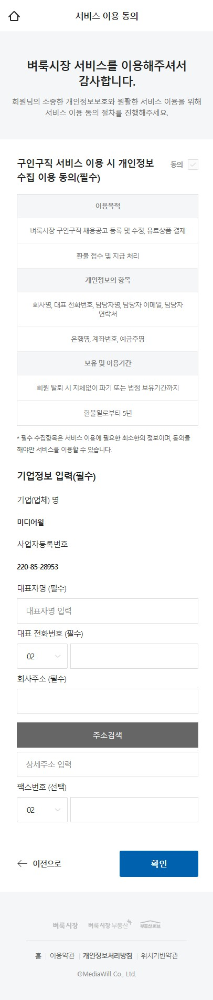 서비스 이용 동의
벼룩시장 서비스를 이용해주셔서
감사합니다.
회원님의 소중한 개인정보보호와 원활한 서비스 이용을 위해
서비스 이용 동의 절차를 진행해주세요.
구인구직 서비스 이용 시 개인정보
수집 이용 동의(필수)
동의
이용목적
벼룩시장 구인구직 채용공고 등록 및 수정, 유료상품 결제
환불 접수 및 지급 처리
개인정보의 항목
회사명, 대표 전화번호, 담당자명, 담당자 이메일, 담당자
연락처
은행명, 계좌번호, 예금주명
보유 및 이용기간
회원 탈퇴 시 지체없이 파기 또는 법정 보유기간까지
환불일로부터 5년
* 필수 수집항목은 서비스 이용에 필요한 최소한의 정보이며, 동의를
해야만 서비스를 이용할 수 있습니다.
기업정보 입력(필수)
기업(업체) 명
미디어윌
사업자등록번호
220-85-28953
대표자명 (필수)
대표자명 입력
대표 전화번호 (필수)
02
회사주소 (필수)
주소검색
상세주소 입력
팩스번호 (선택)
02
이전으로 확인
벼룩시장 벼룩시장 부동산 부동산써브
홈 이용약관 개인정보처리방침 위치기반약관
©MediaWill Co., Ltd.